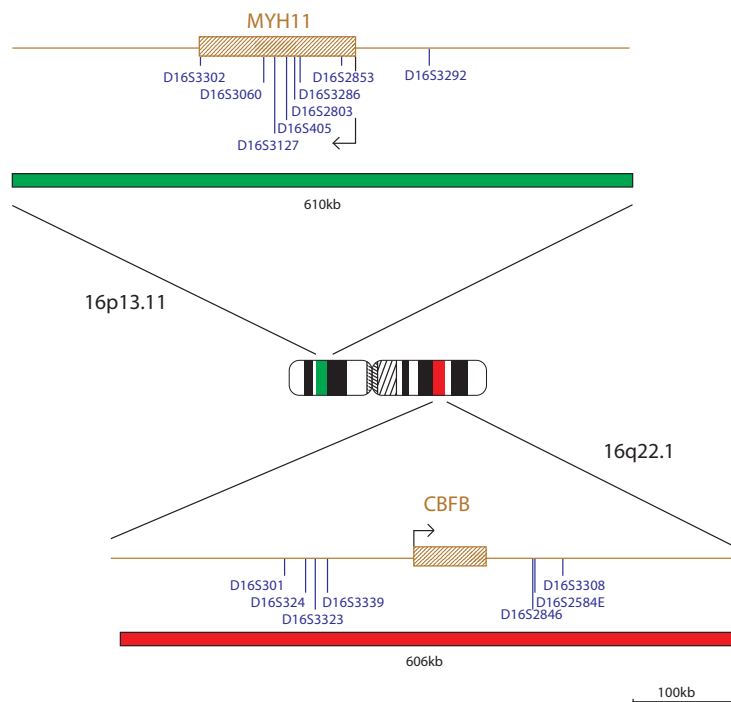 MYH11
D16S3302
D16S2853
D16S3292
D16S3060
D16S3286
D16S2803
D16S405
D16S3127
610kb
16p13.11
16q22.1
CBFB
D16S301
D16S3308
D16S324
D16S3339
D16S2584E
D16S3323
D16S2846
606kb
100kb